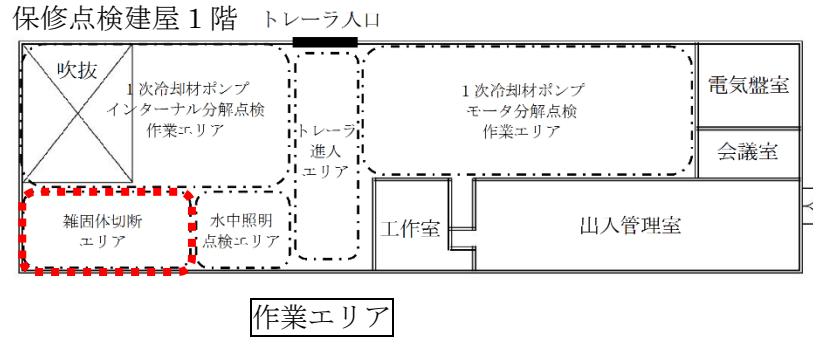 保修点検建屋１階
トレーラ入口
吹抜
１次冷却材ポンプ
インターナル分解点検
作業エリア
トレーラ
進入
エリア
１次冷却材ポンプ
モータ分解点検
作業エリア
電気盤室
会議室
雑固体切断
エリア
水中照明
点検エリア
工作室
出入管理室
作業エリア